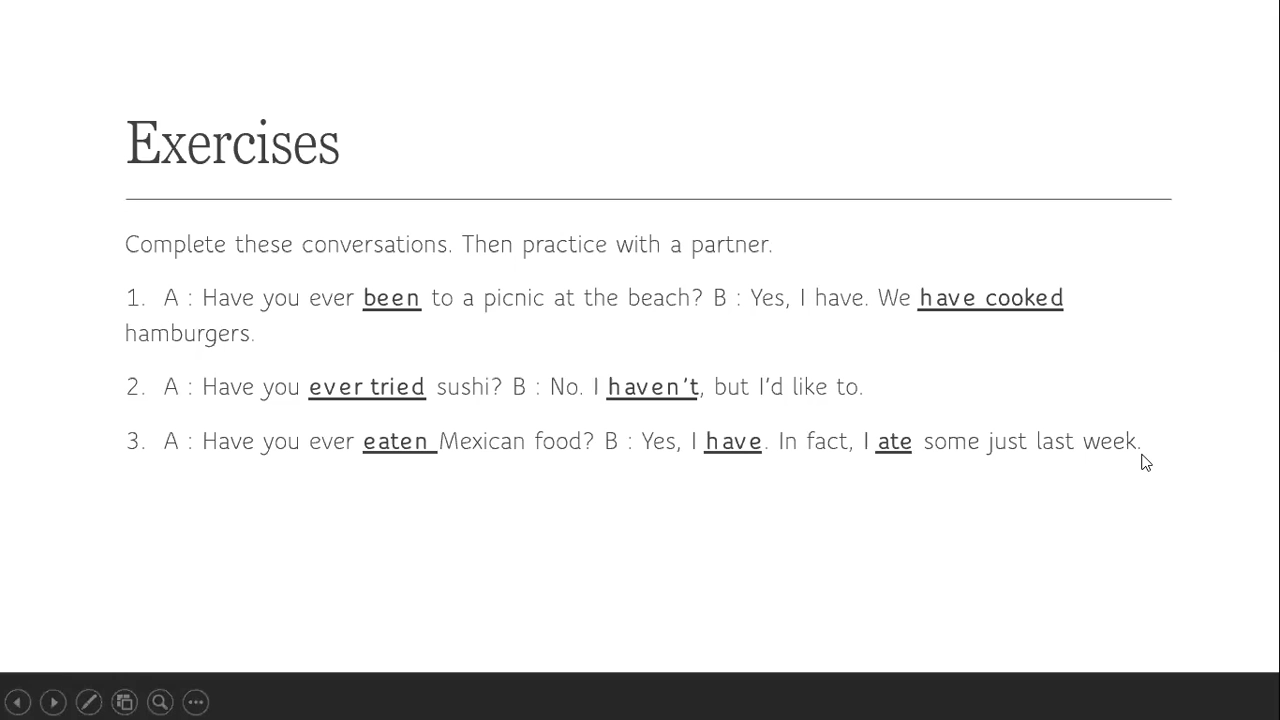 Exercises
Complete these conversations. Then practice with a partner.
1. A : Have you ever been to a picnic at the beach? B : Yes, I have. We have cooked
hamburgers.
2. A : Have you ever tried sushi? B : No. I haven't, but I'd like to.
3. A : Have you ever eaten Mexican food? B : Yes, I have. In fact, I ate some just last week.